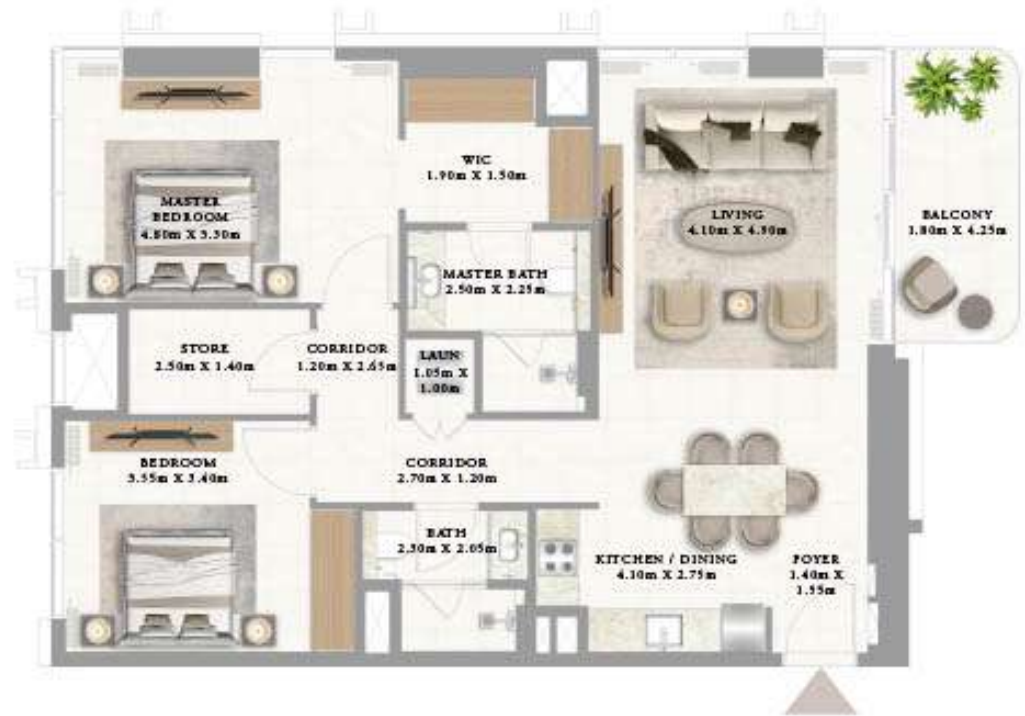 MASTER
BEDROOM
4.80m X 3.50m
WIC
1.90m X 1.50m
LIVING
4.10m X 4.90m
BALCONY
1.80m X 4.25m
MASTER BATH
2.50m X 2.25m
STORE
2.50m X 1.40m
CORRIDOR
1.20m X 2.65m
LAUN
1.05m X
1.00m
BEDROOM
3.55m X 3.40m
CORRIDOR
2.70m X 1.20m
BATH
2.30m X 2.05m
KITCHEN / DINING
4.10m X 2.75m
FOYER
1.40m X
1.55m